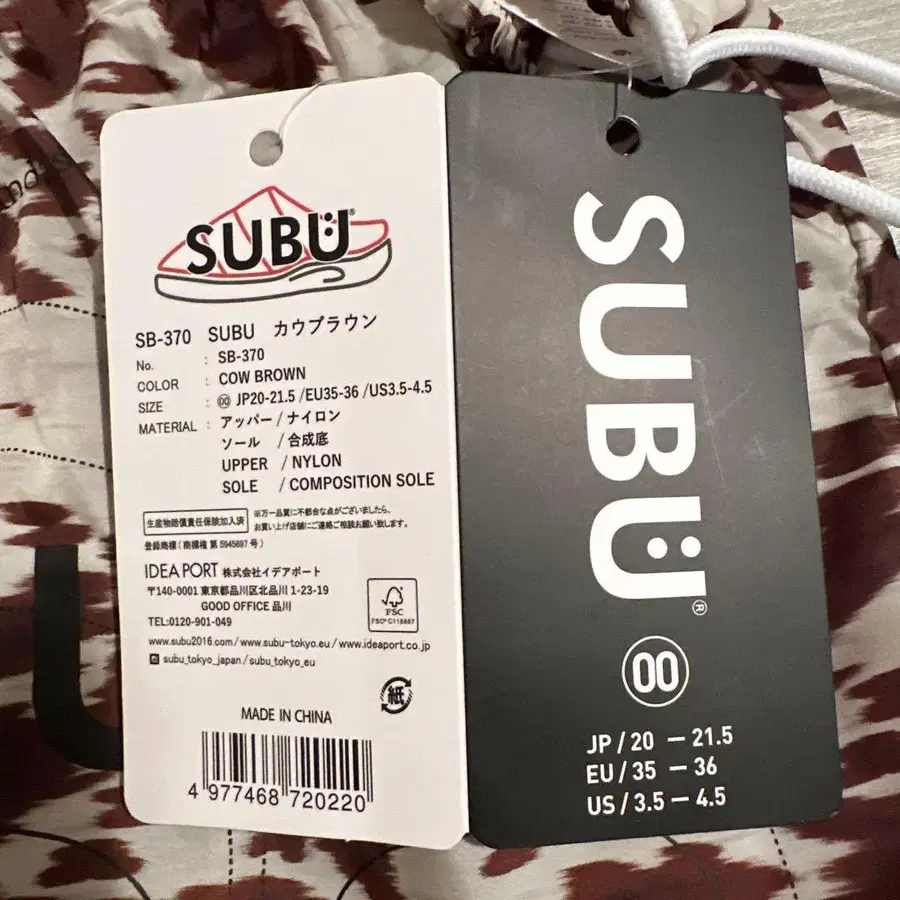 SUBU®
SB-370 SUBU カウブラウン
No. : SB-370
COLOR : COW BROWN
SIZE : 00 JP20-21.5 /EU35-36 /US3.5-4.5
MATERIAL : アッパー / ナイロン
ソール / 合成底
UPPER / NYLON
SOLE / COMPOSITION SOLE
生産物賠償責任保険加入済
※万一品質に不都合な点がございましたら、
お買い上げ店舗にご連絡ご相談お願い致します。
登録商標 (商標権 第 5945697 号)
IDEA PORT 株式会社イデアポート
〒140-0001 東京都品川区北品川 1-23-19
GOOD OFFICE 品川
TEL:0120-901-049
FSC
www.subu2016.com / www.subu-tokyo.eu / www.ideaport.co.jp
subu_tokyo_japan / subu_tokyo_eu
紙
MADE IN CHINA
4 977468 720220
SUBU®
00
JP / 20 — 21.5
EU / 35 — 36
US / 3.5 — 4.5